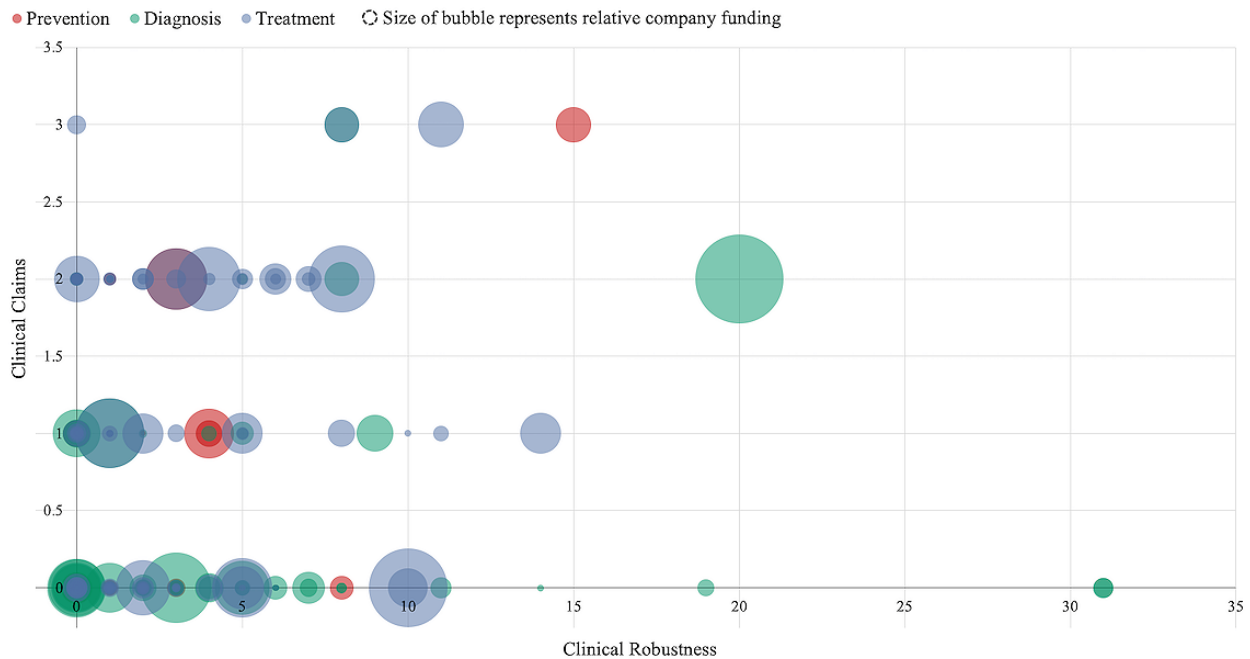 Prevention Diagnosis Treatment Size of bubble represents relative company funding
3.5
3
2.5
2
1.5
1
0.5
0
0 5 10 15 20 25 30 35
Clinical Claims
Clinical Robustness